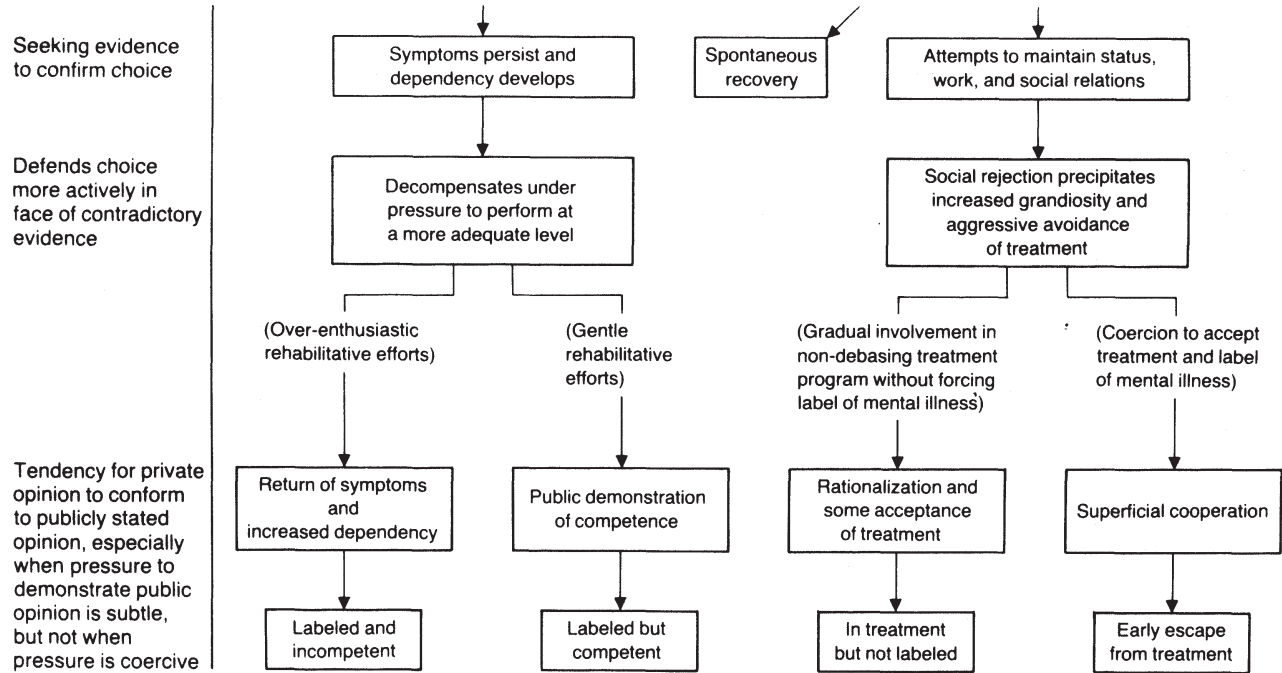 Seeking evidence
to confirm choice
Symptoms persist and
dependency develops
Spontaneous
recovery
Attempts to maintain status,
work, and social relations
Defends choice
more actively in
face of contradictory
evidence
Decompensates under
pressure to perform at
a more adequate level
Social rejection precipitates
increased grandiosity and
aggressive avoidance
of treatment
(Over-enthusiastic
rehabilitative efforts)
(Gentle
rehabilitative
efforts)
(Gradual involvement in
non-debasing treatment
program without forcing
label of mental illness)
(Coercion to accept
treatment and label
of mental illness)
Tendency for private
opinion to conform
to publicly stated
opinion, especially
when pressure to
demonstrate public
opinion is subtle,
but not when
pressure is coercive
Return of symptoms
and
increased dependency
Public demonstration
of competence
Rationalization and
some acceptance
of treatment
Superficial cooperation
Labeled and
incompetent
Labeled but
competent
In treatment
but not labeled
Early escape
from treatment